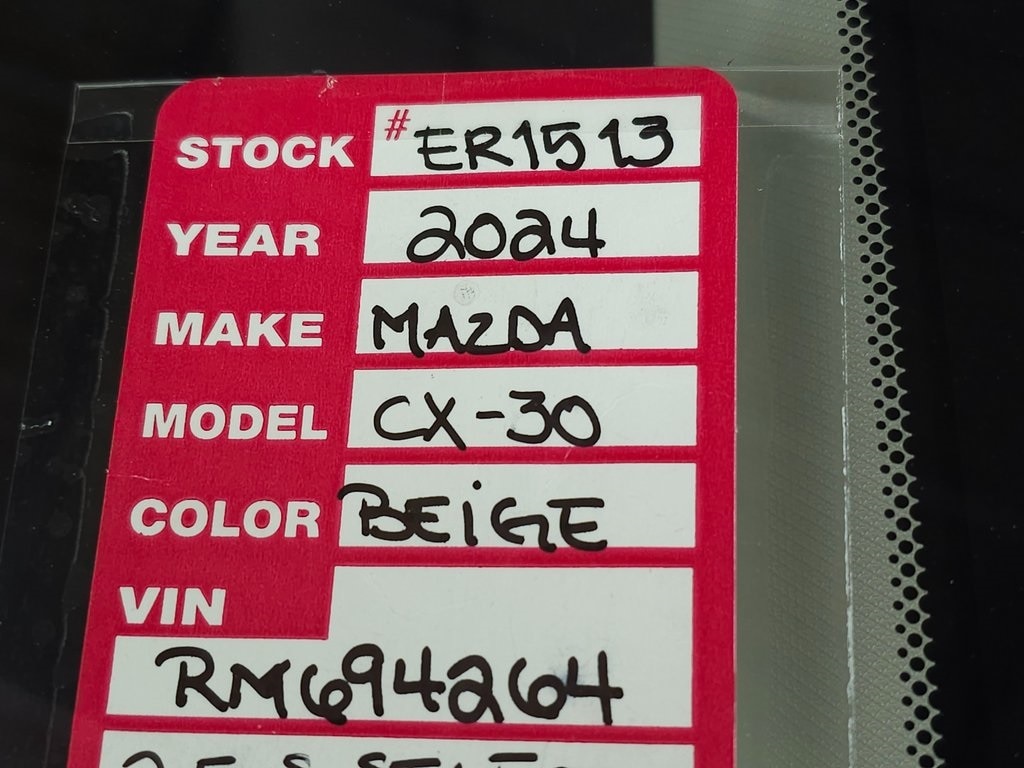 STOCK #ER1513
YEAR 2024
MAKE MAZDA
MODEL CX-30
COLOR BEiGE
VIN
RM694264